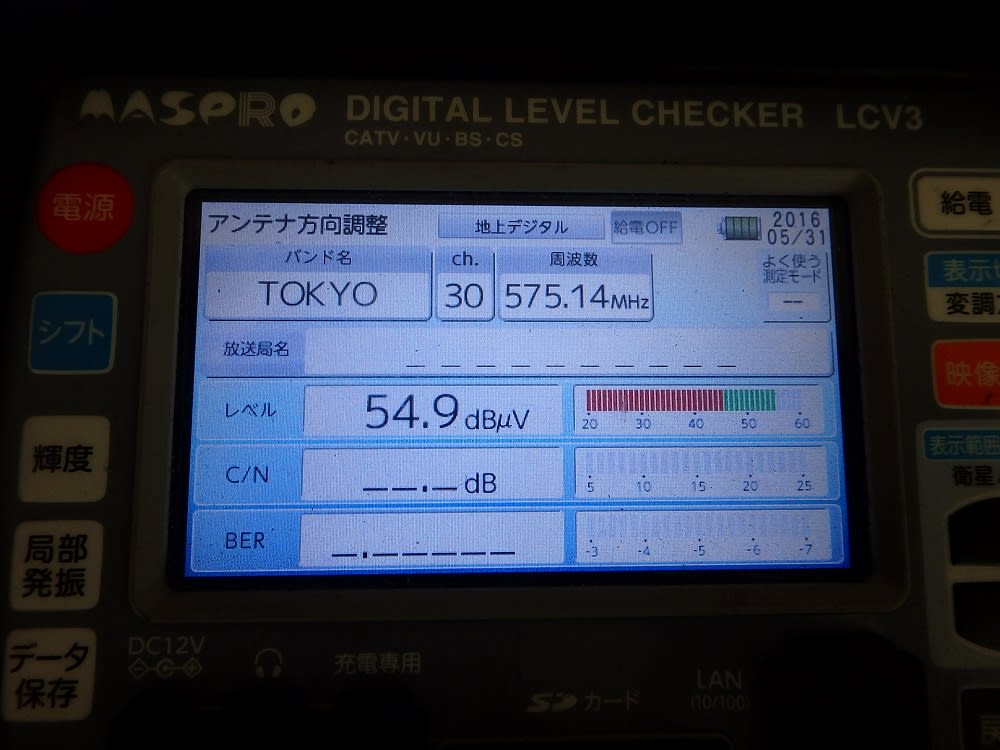 MASPRO DIGITAL LEVEL CHECKER LCV3
CATV・VU・BS・CS
電源
給電
アンテナ方向調整
地上デジタル
給電OFF
2016
05/31
バンド名
ch.
周波数
よく使う
測定モード
TOKYO
30
575.14MHz
--
表示
変調
シフト
放送局名
_ _ _ _ _ _ _ _ _ _
映像
レベル
54.9 dBμV
20 30 40 50 60
輝度
C/N
__._ dB
5 10 15 20 25
表示範囲
衛星
局部
発振
BER
_._____
-3 -4 -5 -6 -7
データ
保存
DC12V
充電専用
SDカード
LAN
(10/100)